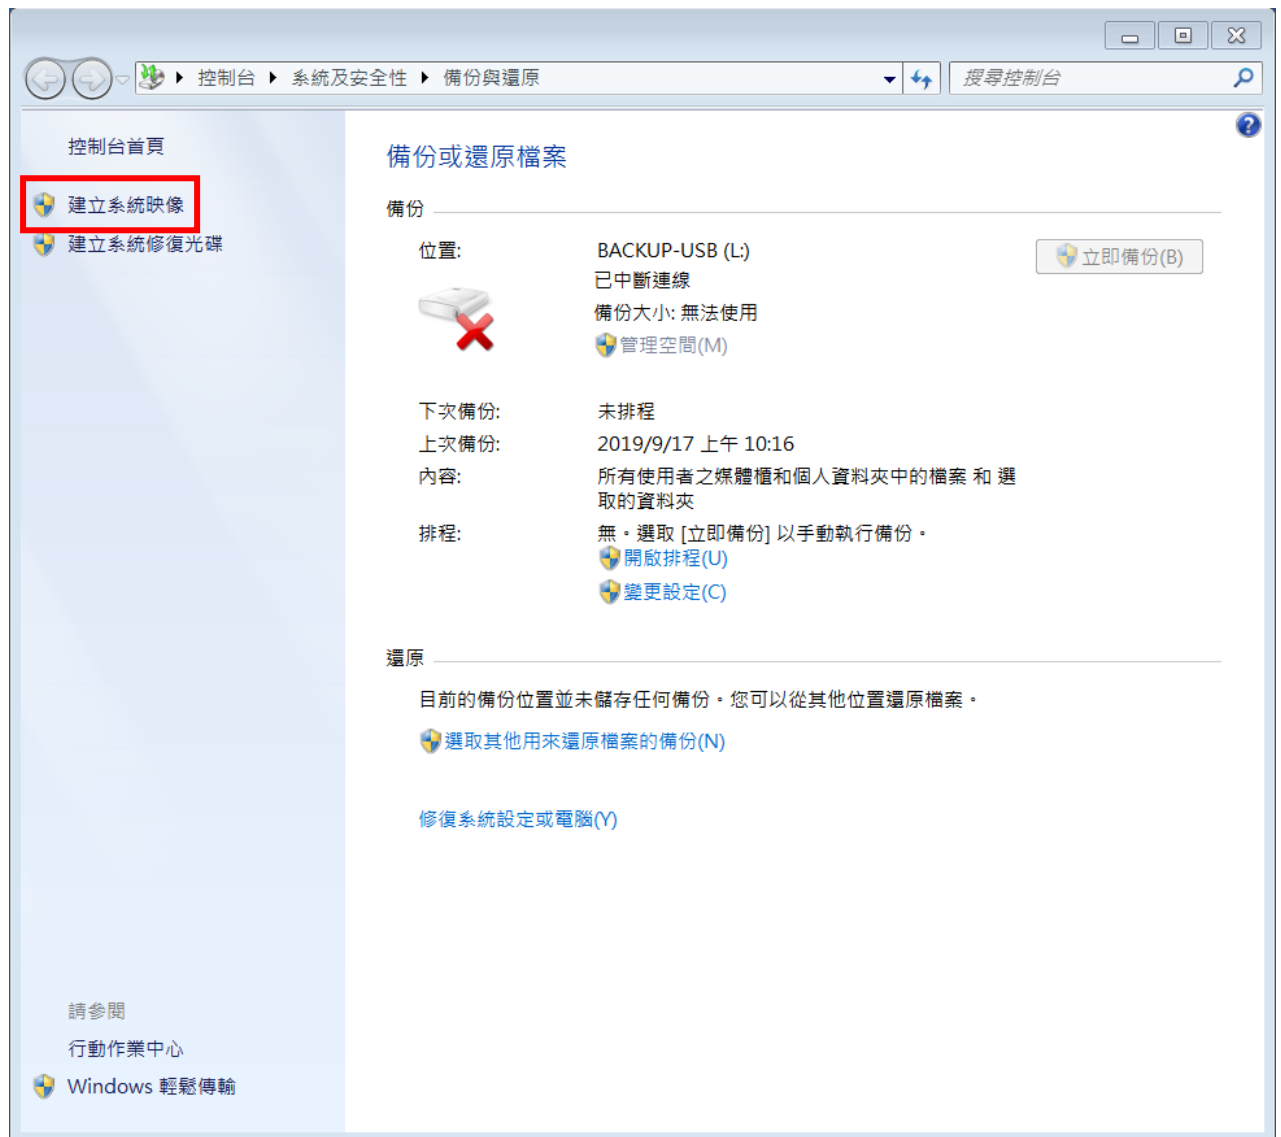 控制台 ▶ 系統及安全性 ▶ 備份與還原
搜尋控制台
控制台首頁
建立系統映像
建立系統修復光碟
備份或還原檔案
備份
位置: BACKUP-USB (L:)
立即備份(B)
已中斷連線
備份大小: 無法使用
管理空間(M)
下次備份: 未排程
上次備份: 2019/9/17 上午 10:16
內容: 所有使用者之媒體櫃和個人資料夾中的檔案 和 選
取的資料夾
排程: 無。選取 [立即備份] 以手動執行備份。
開啟排程(U)
變更設定(C)
還原
目前的備份位置並未儲存任何備份。您可以從其他位置還原檔案。
選取其他用來還原檔案的備份(N)
修復系統設定或電腦(Y)
請參閱
行動作業中心
Windows 輕鬆傳輸